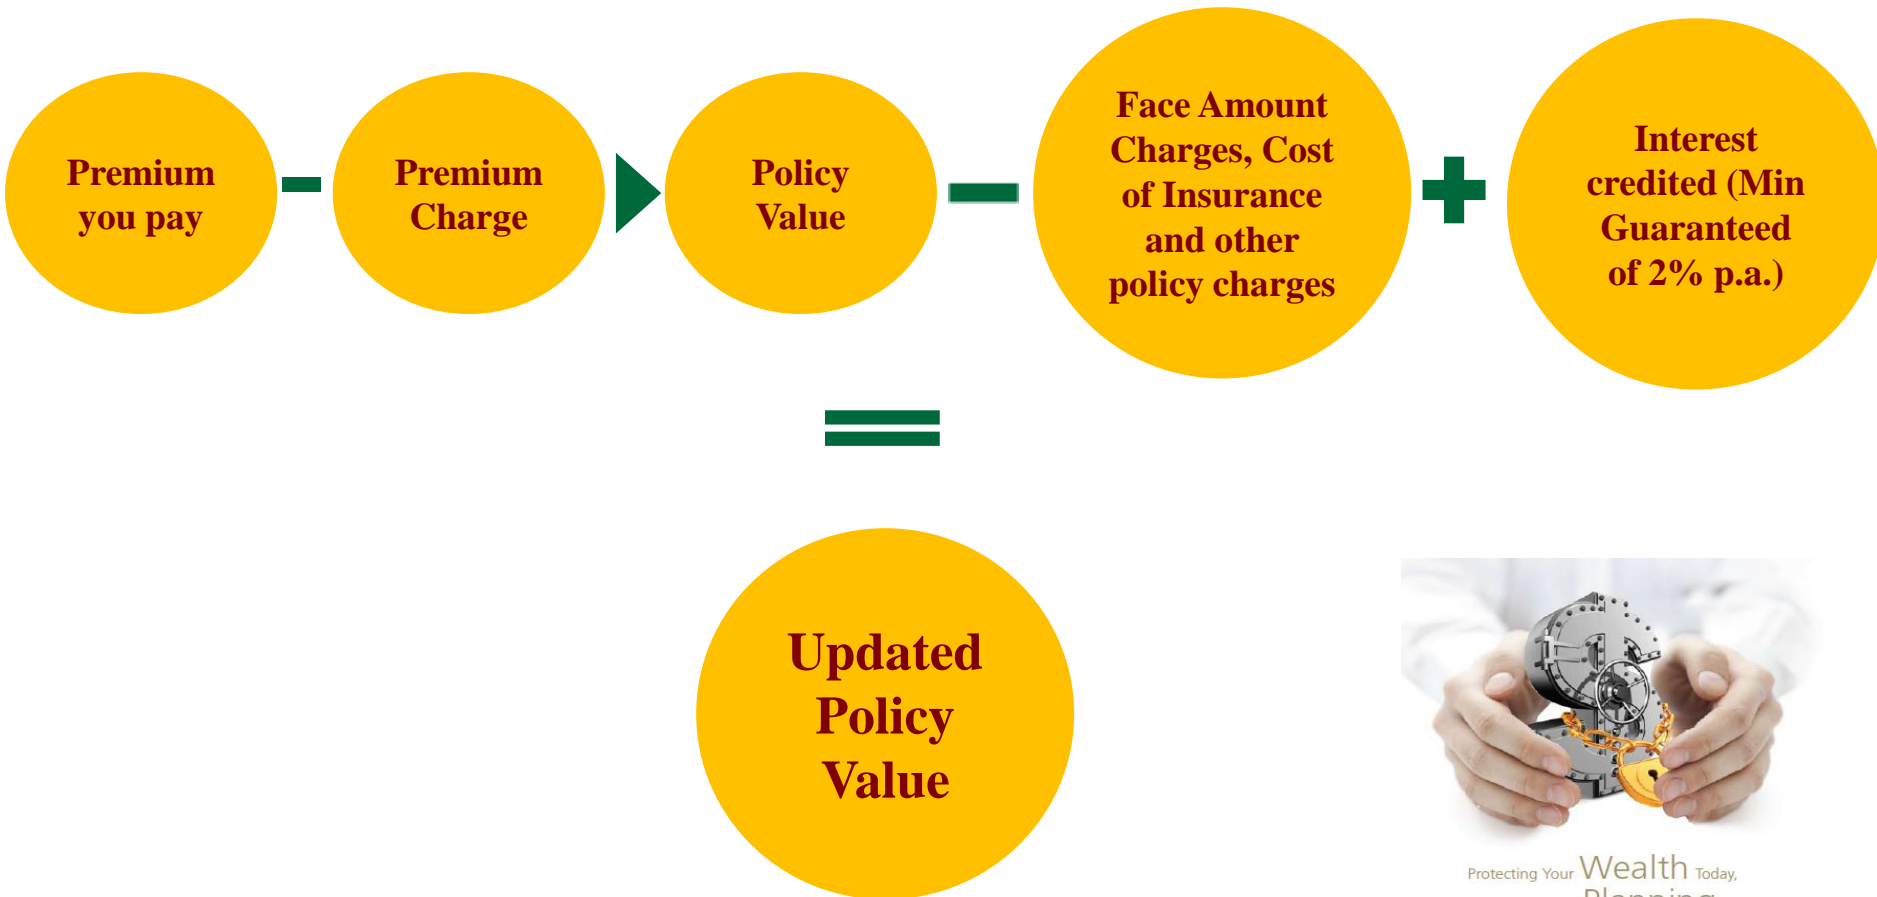 Premium
you pay
Premium
Charge
Policy
Value
Face Amount
Charges, Cost
of Insurance
and other
policy charges
Interest
credited (Min
Guaranteed
of 2% p.a.)
Updated
Policy
Value
Protecting Your Wealth Today,
Planning